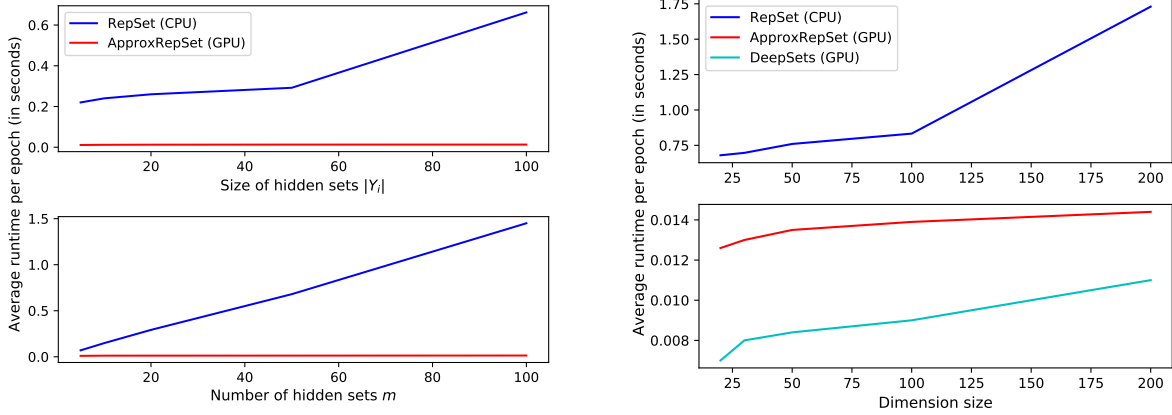 Average runtime per epoch (in seconds)
0.6
0.4
0.2
0.0
RepSet (CPU)
ApproxRepSet (GPU)
20 40 60 80 100
Size of hidden sets |Y_i|
1.5
1.0
0.5
0.0
20 40 60 80 100
Number of hidden sets m
Average runtime per epoch (in seconds)
1.75
1.50
1.25
1.00
0.75
RepSet (CPU)
ApproxRepSet (GPU)
DeepSets (GPU)
25 50 75 100 125 150 175 200
0.014
0.012
0.010
0.008
25 50 75 100 125 150 175 200
Dimension size